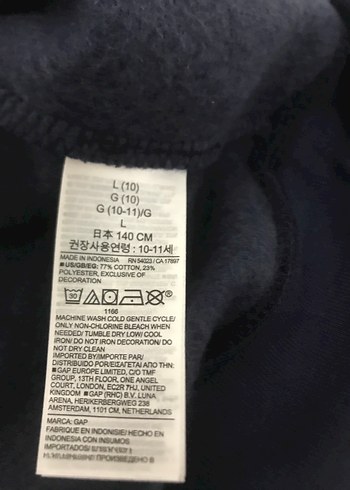 L (10)
G (10)
G (10-11)/G
L
日本 140 CM
권장사용연령 : 10-11세
MADE IN INDONESIA RN 54023 / CA 17897
■US/GB/EG: 77% COTTON, 23%
POLYESTER, EXCLUSIVE OF
DECORATION
30
1166
MACHINE WASH COLD GENTLE CYCLE/
ONLY NON-CHLORINE BLEACH WHEN
NEEDED/ TUMBLE DRY LOW/ COOL
IRON/ DO NOT IRON DECORATION/ DO
NOT DRY CLEAN
IMPORTED BY/IMPORTE PAR/
DISTRIBUIDO POR/ΕΙΣΑΓΕΤΑΙ ΑΠΟ ΤΗΝ:
■GAP EUROPE LIMITED, C/O TMF
GROUP, 13TH FLOOR, ONE ANGEL
COURT, LONDON, EC2R 7HJ, UNITED
KINGDOM ■GAP (RHC) B.V. LUNA
ARENA, HERIKERBERGWEG 238
AMSTERDAM, 1101 CM, NETHERLANDS
MARCA: GAP
FABRIQUE EN INDONISIE/ HECHO EN
INDONESIA CON INSUMOS
IMPORTADOS/